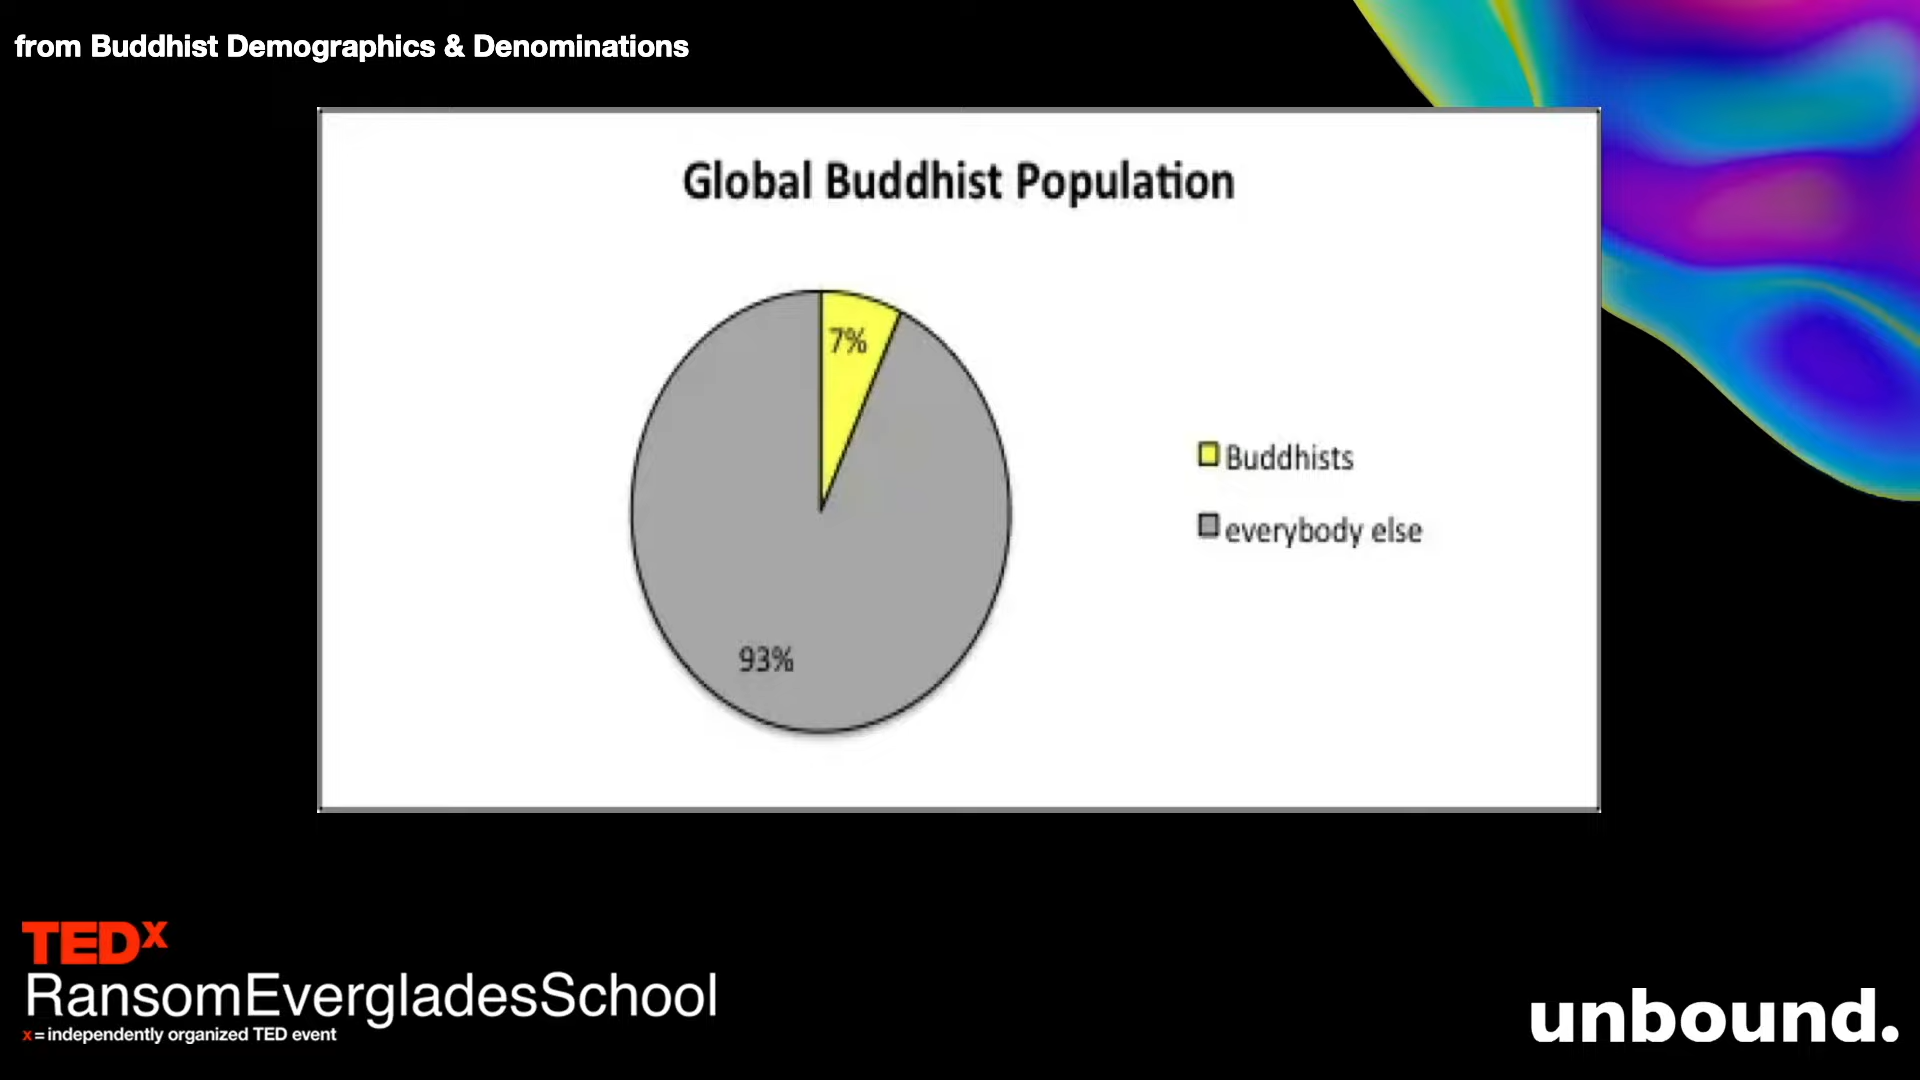 from Buddhist Demographics & Denominations
Global Buddhist Population
7%
93%
Buddhists
everybody else
TEDx
RansomEvergladesSchool
x = independently organized TED event
unbound.